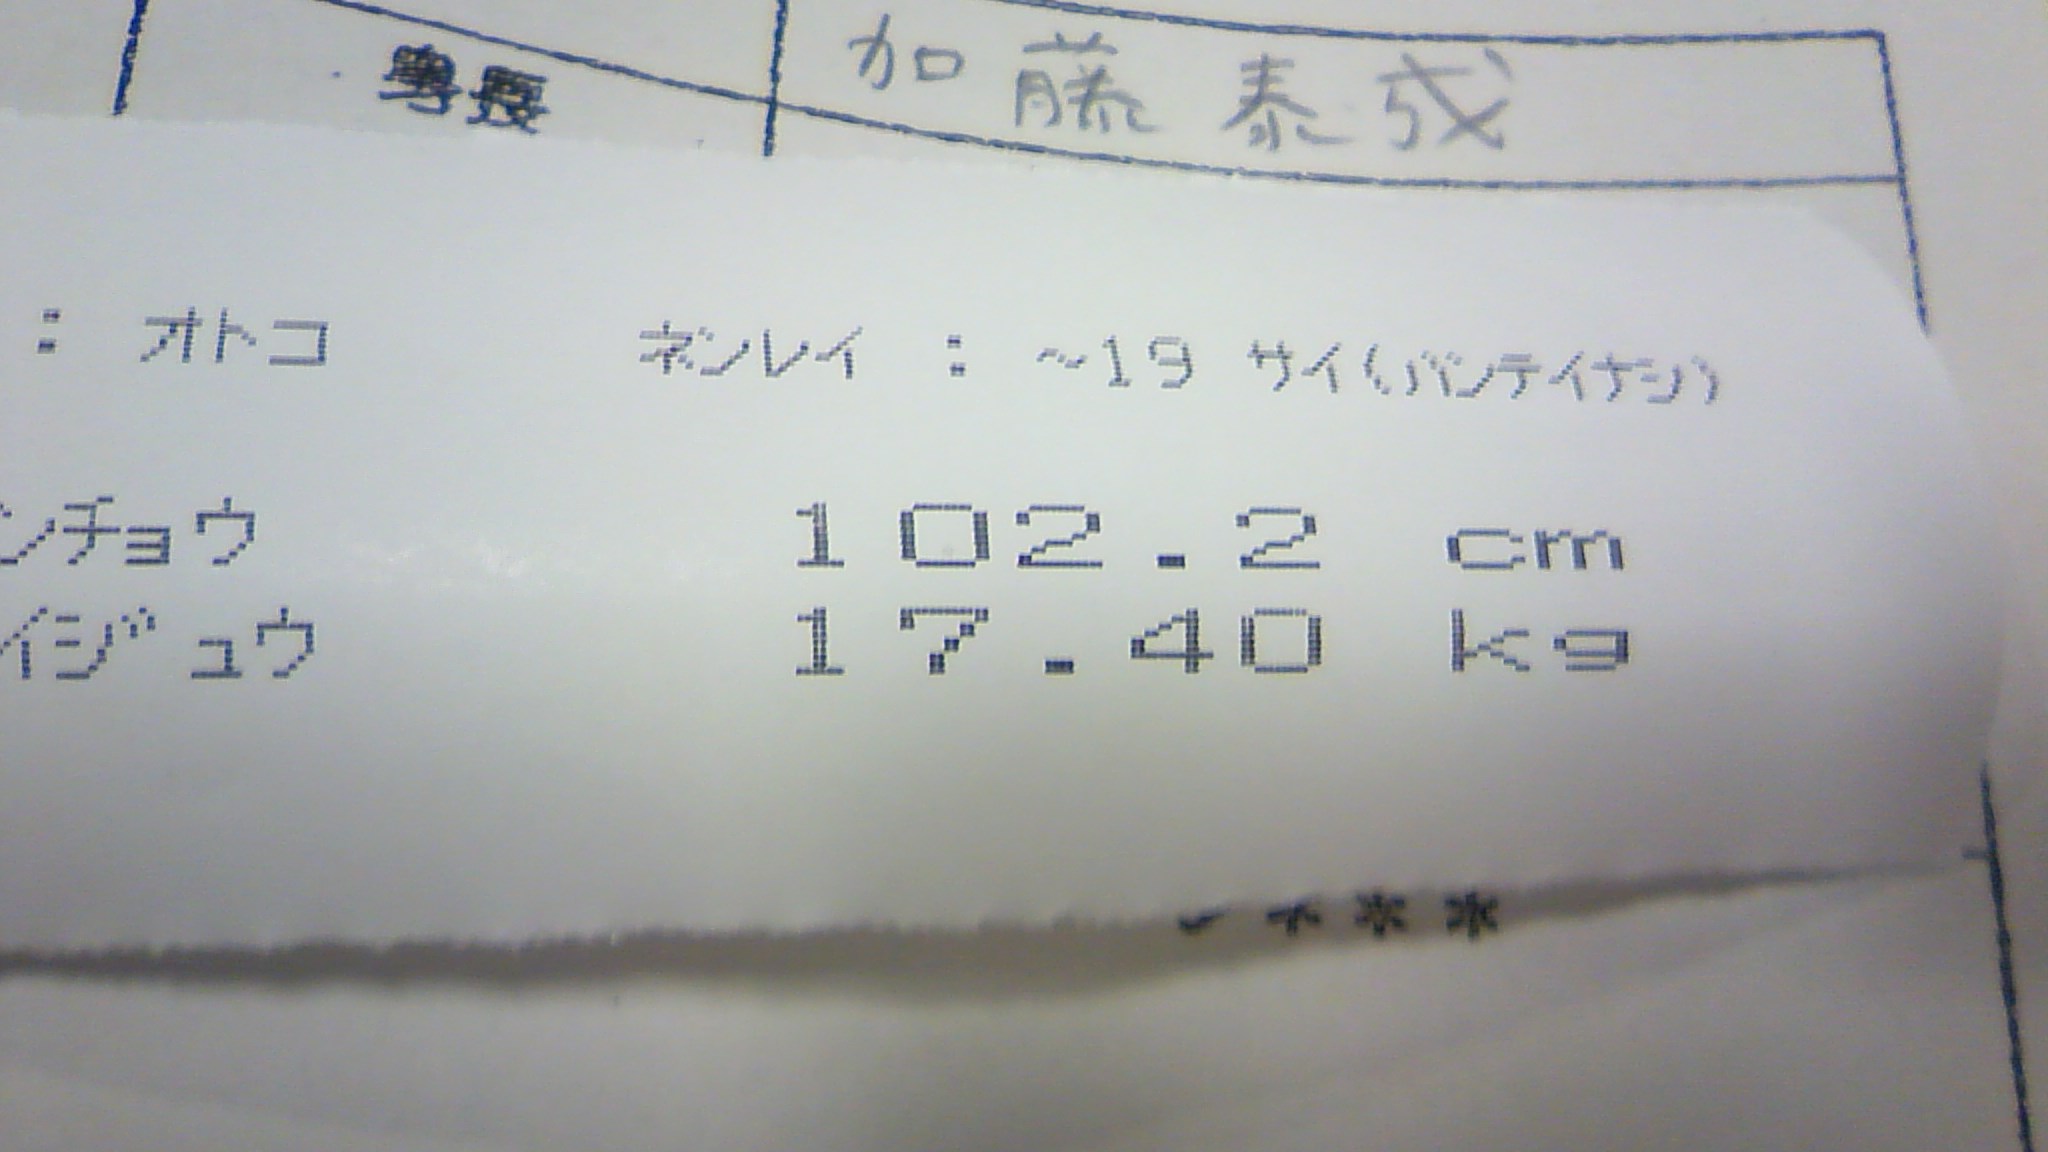 加藤泰成
: オトコ ネンレイ : ~19 サイ(ハンテイナシ)
ンチョウ 102.2 cm
イジュウ 17.40 kg
***